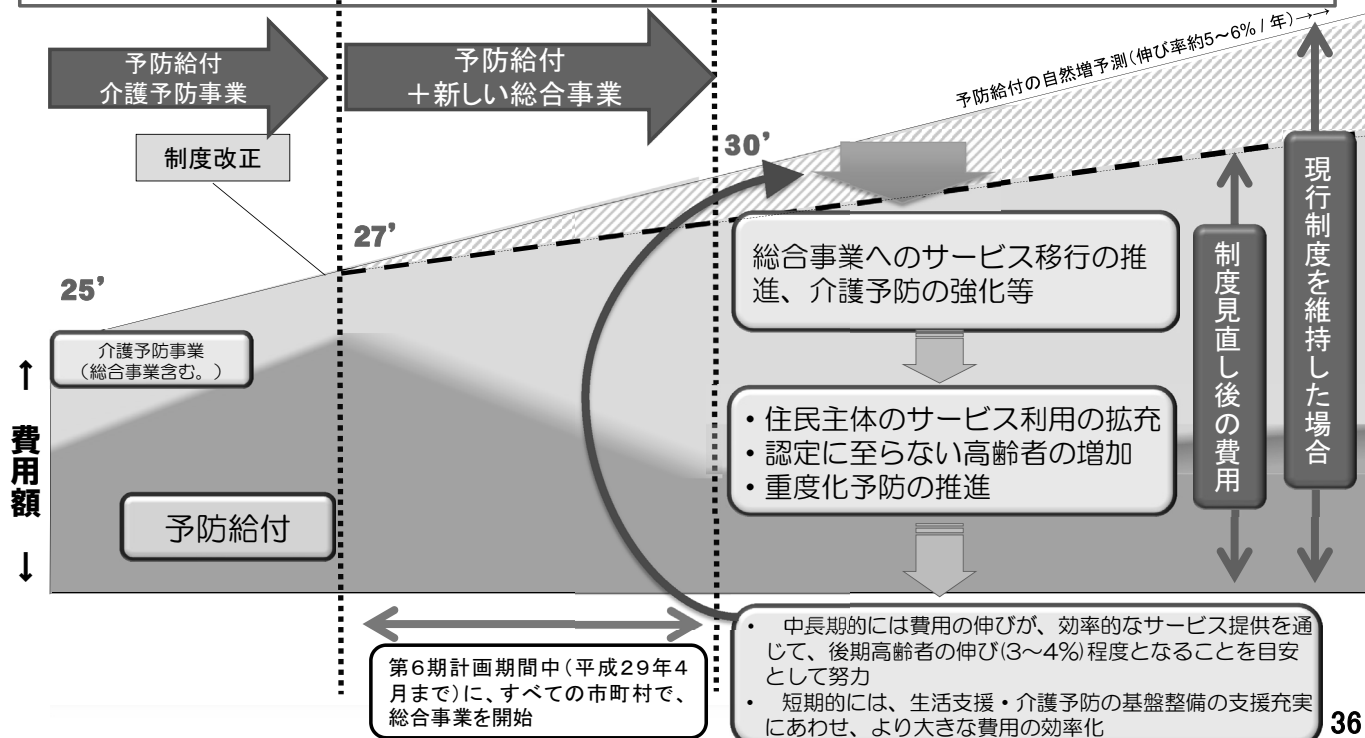 予防給付
介護予防事業
予防給付
＋新しい総合事業
予防給付の自然増予測(伸び率約5～6% / 年)→→
制度改正
30’
27’
25’
現行制度を維持した場合
制度見直し後の費用
総合事業へのサービス移行の推
進、介護予防の強化等
介護予防事業
（総合事業含む。）
・住民主体のサービス利用の拡充
・認定に至らない高齢者の増加
・重度化予防の推進
↑ 費用額 ↓
予防給付
第6期計画期間中（平成29年4
月まで）に、すべての市町村で、
総合事業を開始
・ 中長期的には費用の伸びが、効率的なサービス提供を通
じて、後期高齢者の伸び(3～4%)程度となることを目安
として努力
・ 短期的には、生活支援・介護予防の基盤整備の支援充実
にあわせ、より大きな費用の効率化
36